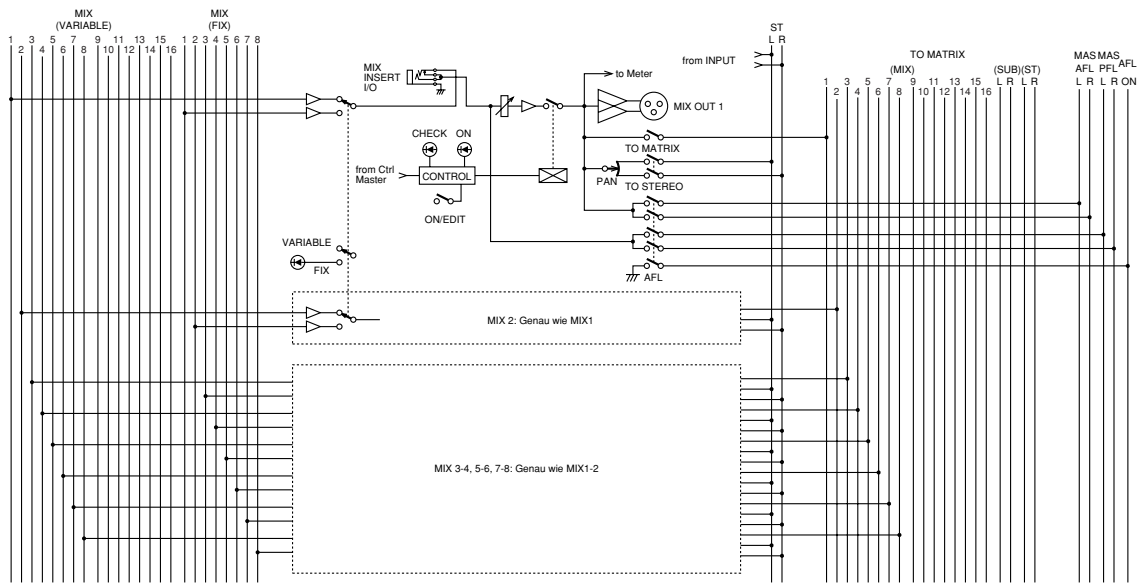 MIX
(VARIABLE)
1 3 5 7 9 11 13 15
2 4 6 8 10 12 14 16
MIX
(FIX)
1 2 3 4 5 6 7 8
ST
L R
from INPUT
TO MATRIX
(MIX)
1 3 5 7 9 11 13 15
2 4 6 8 10 12 14 16
(SUB)(ST)
L R L R
MAS MAS
AFL PFL AFL
L R L R ON
MIX
INSERT
I/O
to Meter
MIX OUT 1
CHECK ON
TO MATRIX
from Ctrl
Master
CONTROL
PAN
TO STEREO
ON/EDIT
VARIABLE
FIX
AFL
MIX 2: Genau wie MIX1
MIX 3-4, 5-6, 7-8: Genau wie MIX1-2